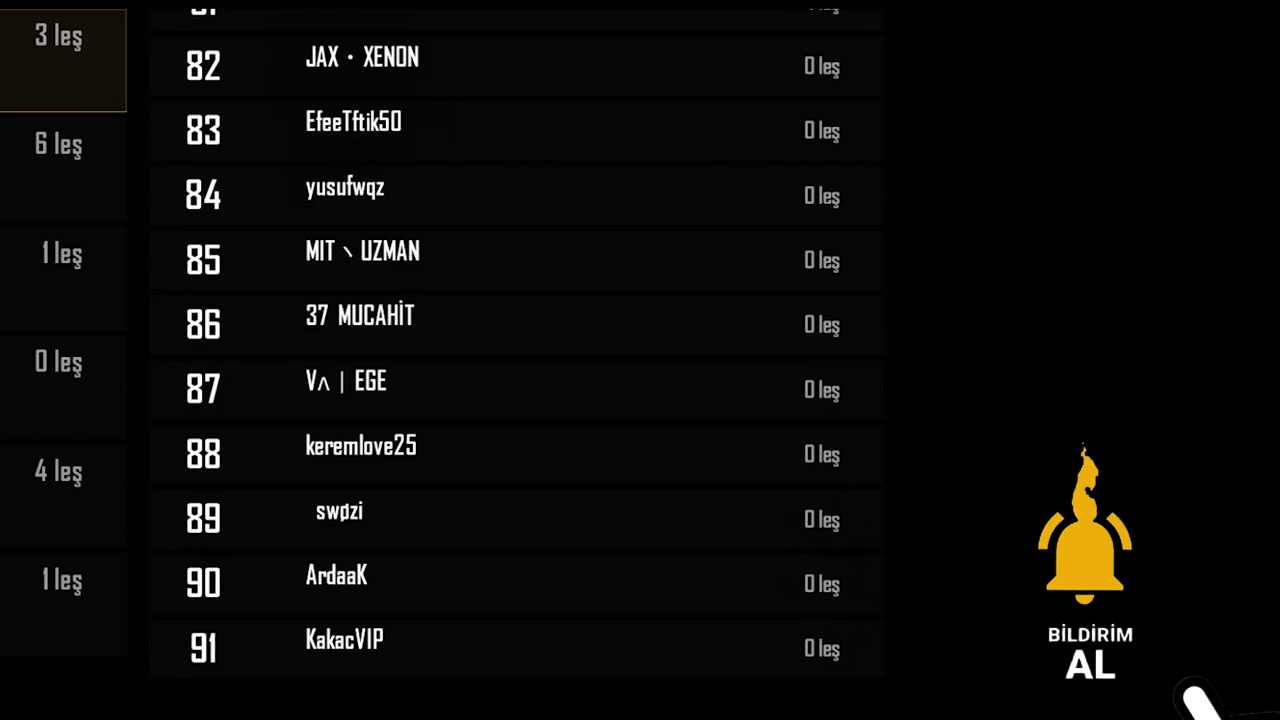 3 leş
6 leş
1 leş
0 leş
4 leş
1 leş
82 JAX • XENON 0 leş
83 EfeeTftik50 0 leş
84 yusufwqz 0 leş
85 MIT ヽ UZMAN 0 leş
86 37 MUCAHİT 0 leş
87 V∧ | EGE 0 leş
88 keremlove25 0 leş
89 swøzi 0 leş
90 ArdaaK 0 leş
91 KakacVIP 0 leş
BİLDİRİM
AL